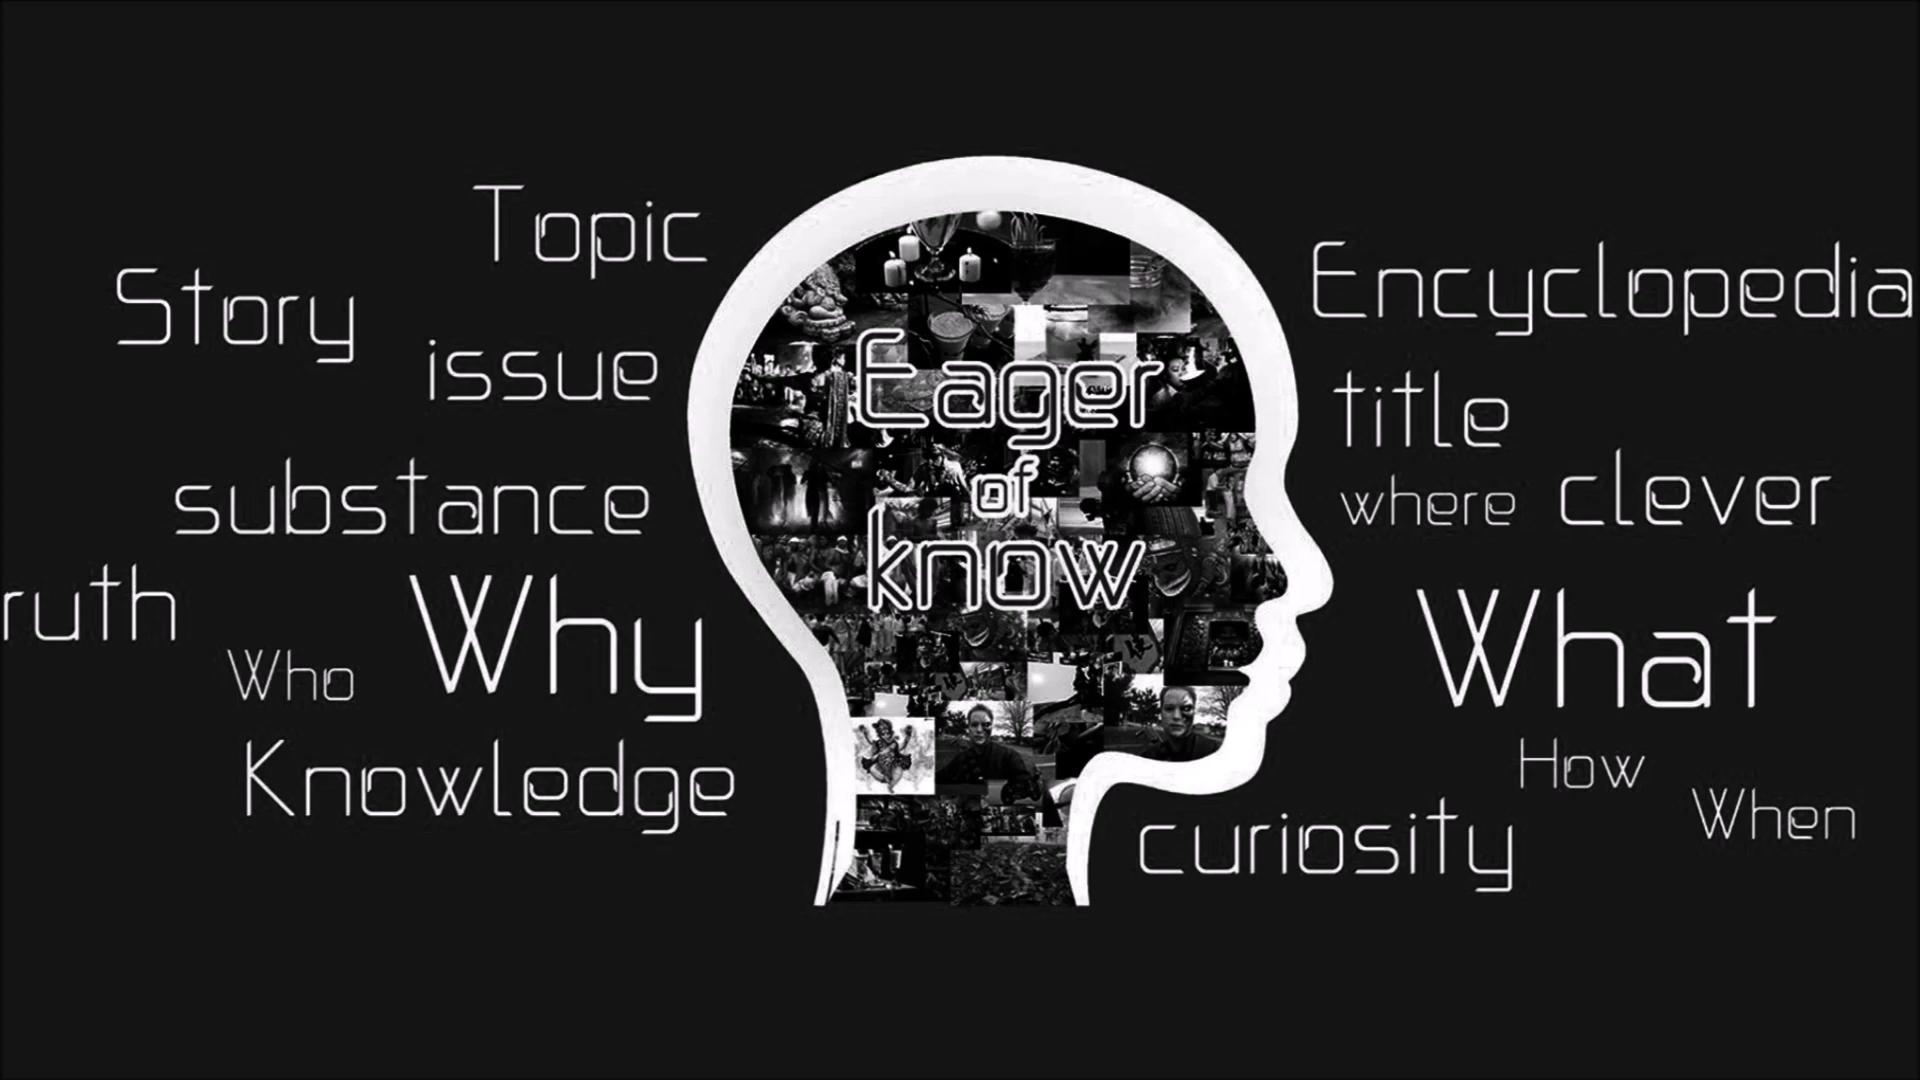 Topic
Story
issue
substance
ruth
Why
Who
Knowledge
Eager
of
know
Encyclopedia
title
where
clever
What
How
When
curiosity